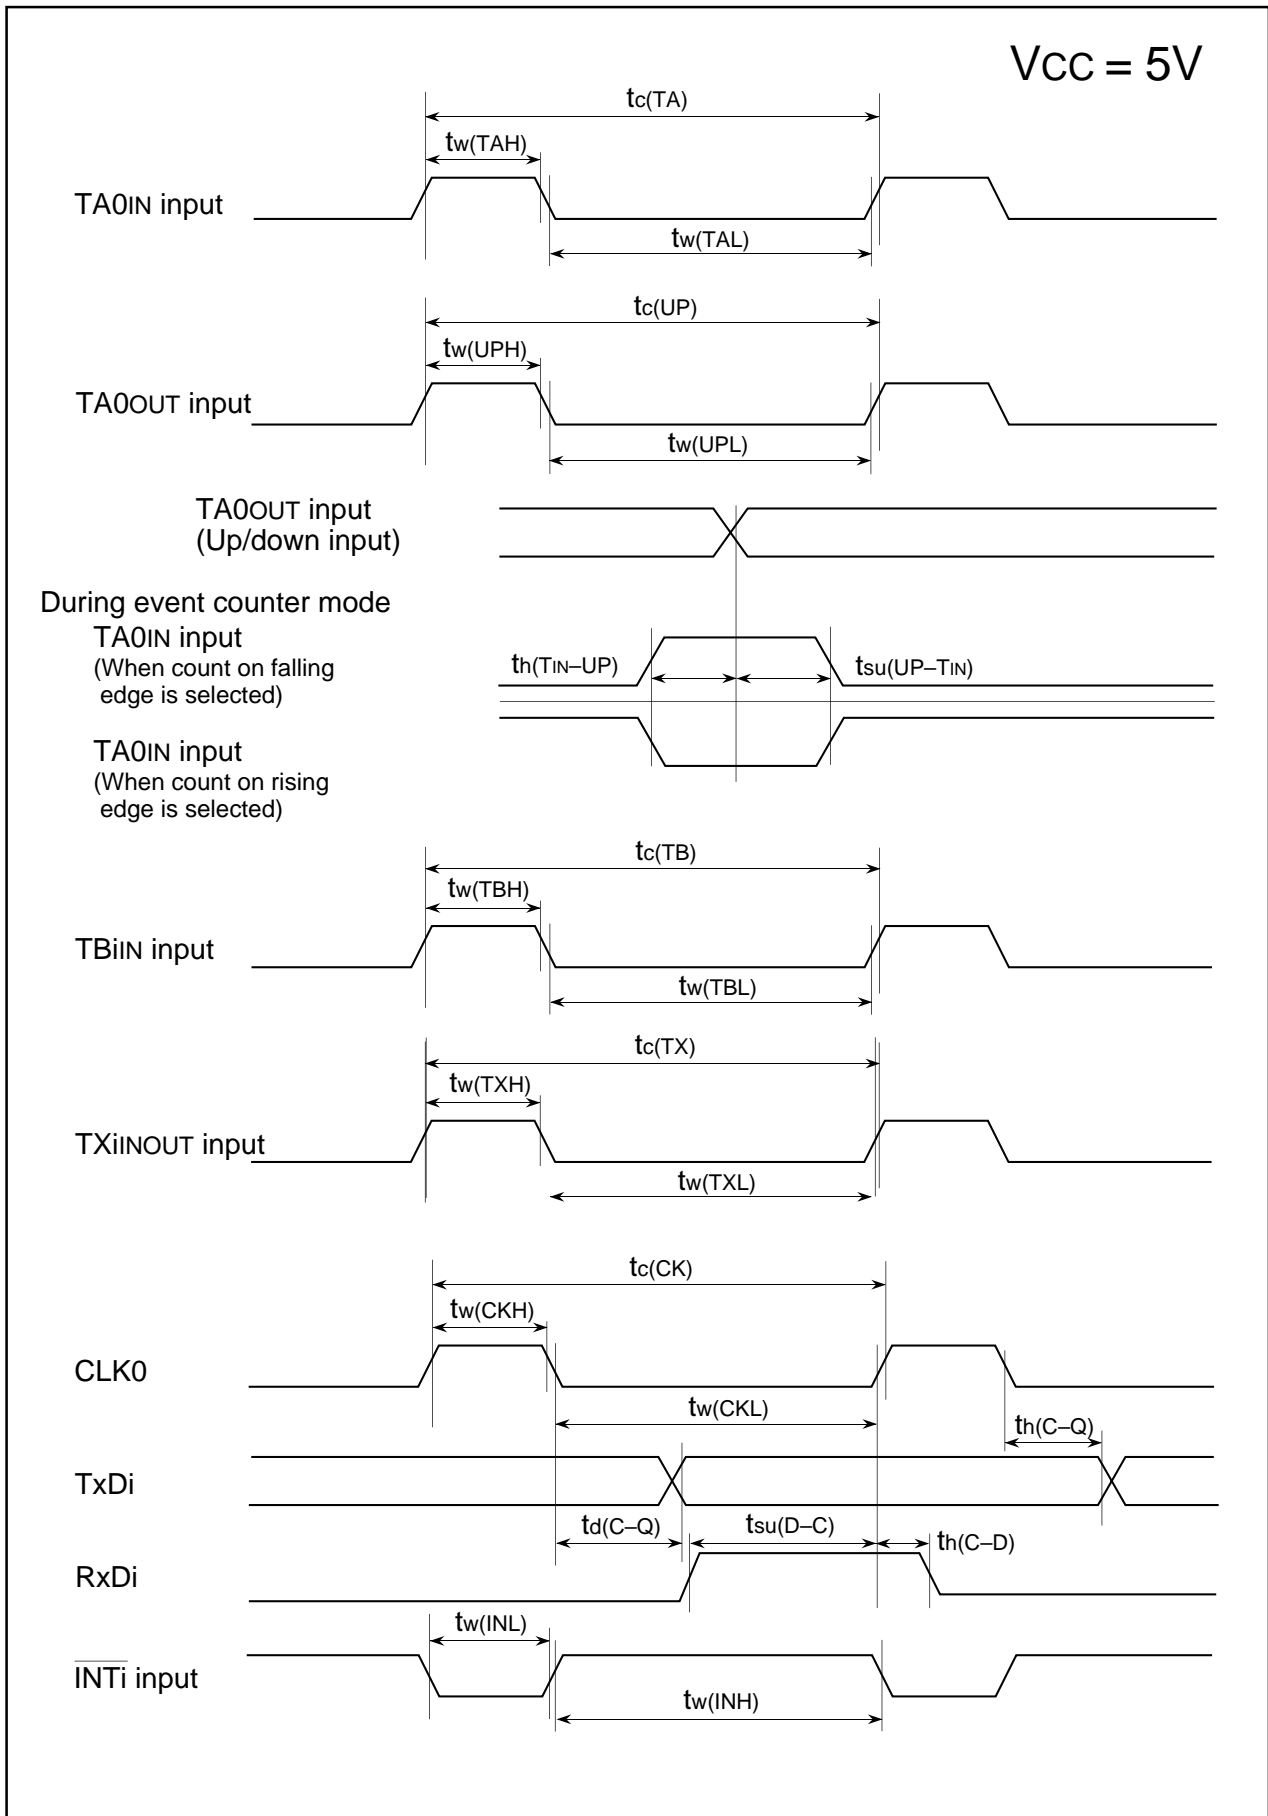 VCC = 5V
tc(TA)
tw(TAH)
TA0IN input
tw(TAL)
tc(UP)
tw(UPH)
TA0OUT input
tw(UPL)
TA0OUT input
(Up/down input)
During event counter mode
TA0IN input
(When count on falling
edge is selected)
th(TIN–UP)
tsu(UP–TIN)
TA0IN input
(When count on rising
edge is selected)
tc(TB)
tw(TBH)
TBiIN input
tw(TBL)
tc(TX)
tw(TXH)
TXiINOUT input
tw(TXL)
tc(CK)
tw(CKH)
CLK0
tw(CKL)
th(C–Q)
TxDi
td(C–Q)
tsu(D–C)
th(C–D)
RxDi
tw(INL)
I̅N̅T̅i̅ input
tw(INH)